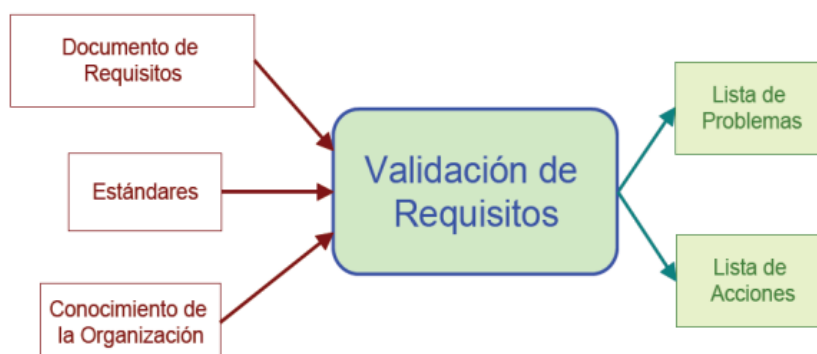 Documento de
Requisitos
Estándares
Conocimiento de
la Organización
Validación de
Requisitos
Lista de
Problemas
Lista de
Acciones